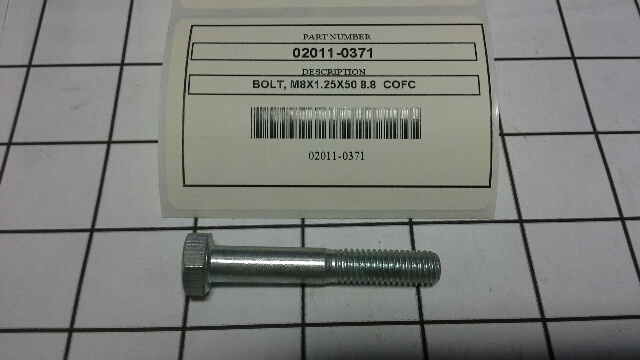 PART NUMBER
02011-0371
DESCRIPTION
BOLT, M8X1.25X50 8.8 COFC
02011-0371